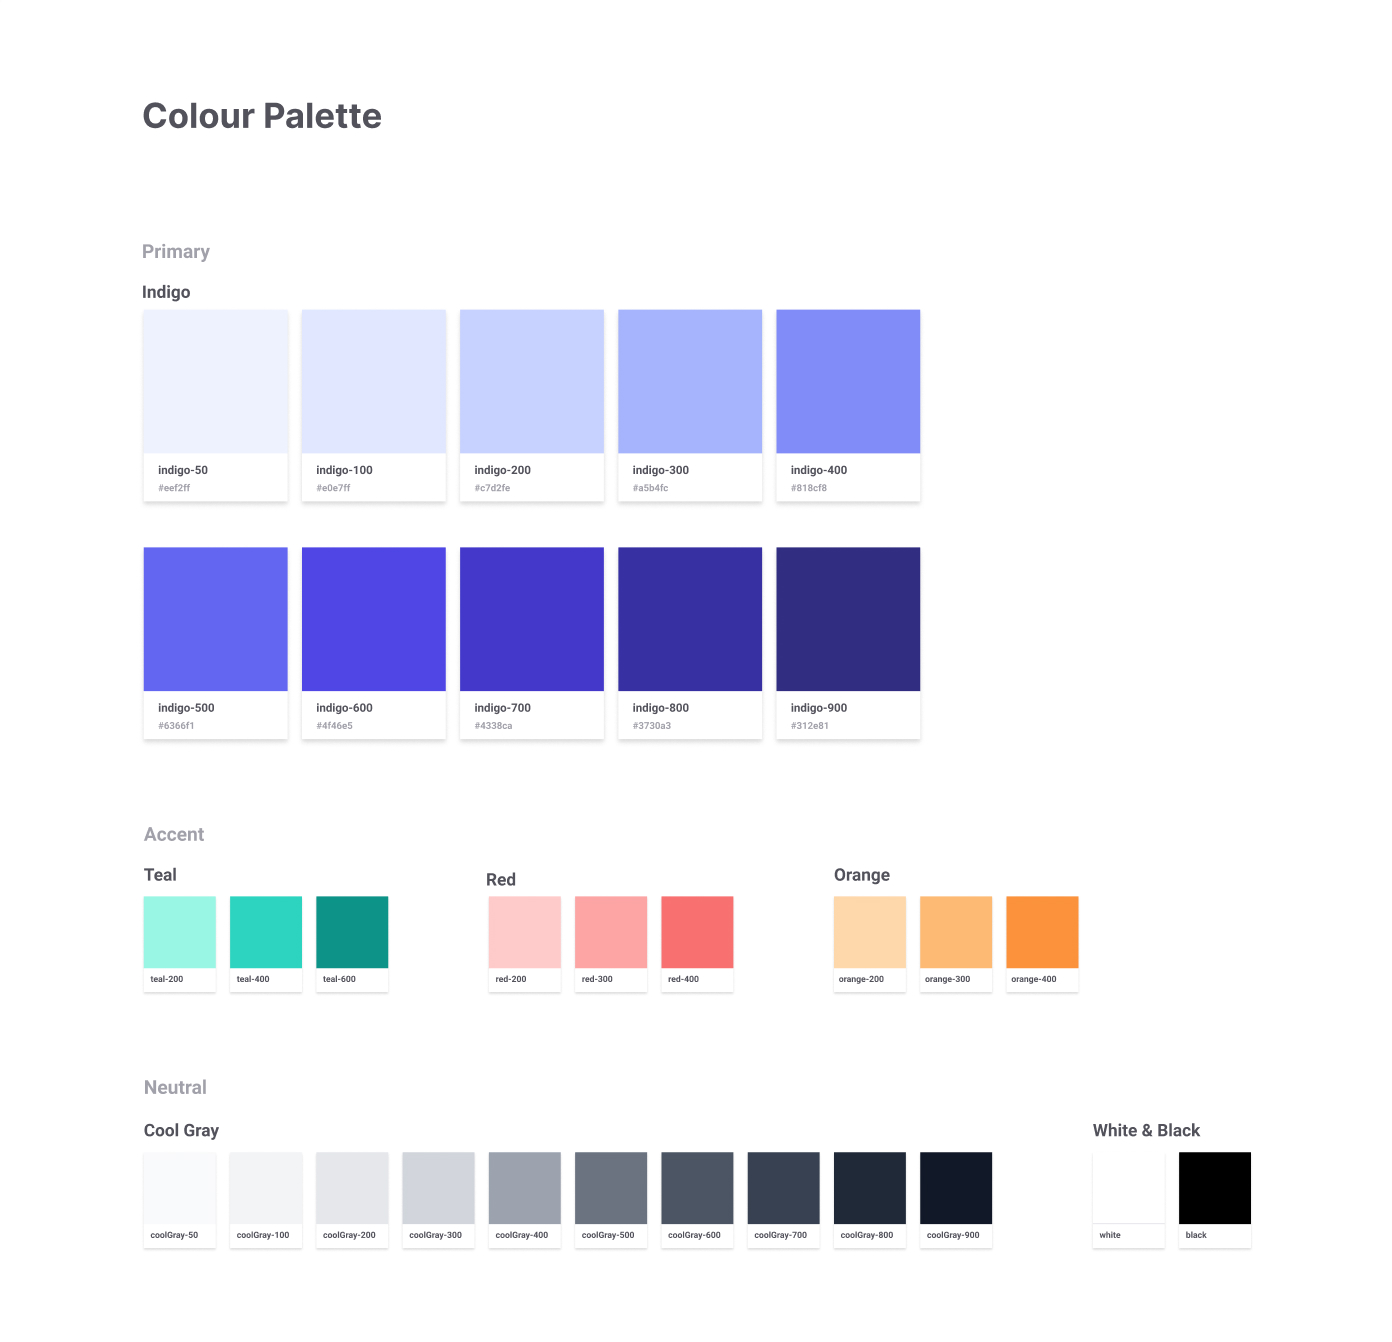 Colour Palette
Primary
Indigo
indigo-50 indigo-100 indigo-200 indigo-300 indigo-400
#eef2ff #e0e7ff #c7d2fe #a5b4fc #818cf8
indigo-500 indigo-600 indigo-700 indigo-800 indigo-900
#6366f1 #4f46e5 #4338ca #3730a3 #312e81
Accent
Teal Red Orange
teal-200 teal-400 teal-600 red-200 red-300 red-400 orange-200 orange-300 orange-400
Neutral
Cool Gray White & Black
coolGray-50 coolGray-100 coolGray-200 coolGray-300 coolGray-400 coolGray-500 coolGray-600 coolGray-700 coolGray-800 coolGray-900 white black